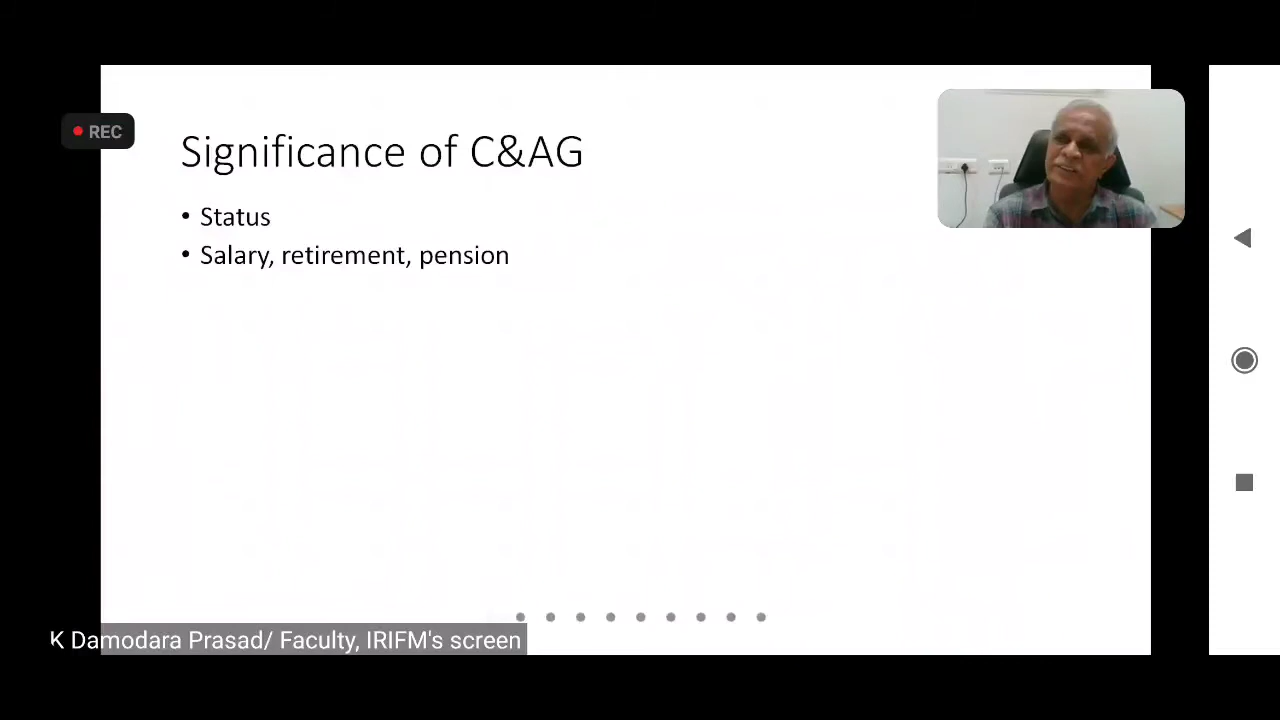 REC
Significance of C&AG
• Status
• Salary, retirement, pension
K Damodara Prasad/ Faculty, IRIFM's screen